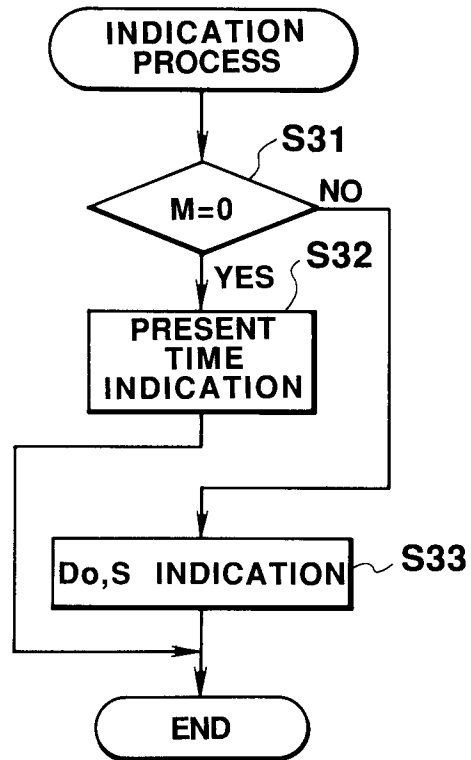 INDICATION
PROCESS
S31
M=0
NO
YES
S32
PRESENT
TIME
INDICATION
Do,S INDICATION
S33
END